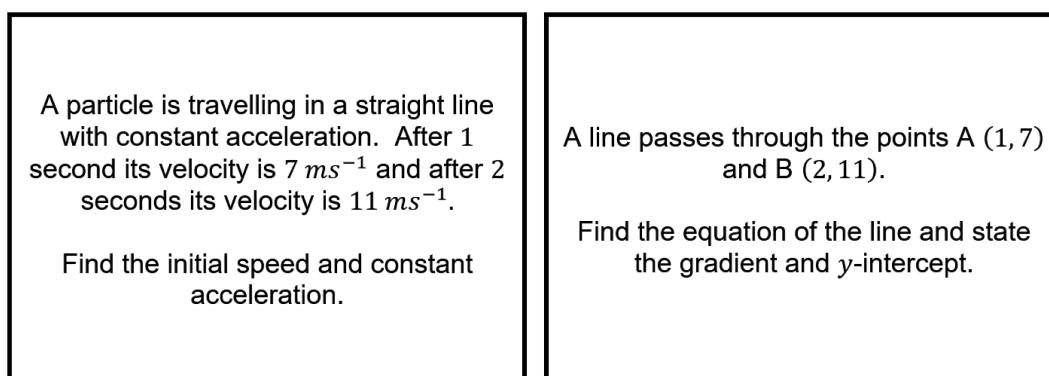 A particle is travelling in a straight line
with constant acceleration.  After 1
second its velocity is 7 ms⁻¹ and after 2
seconds its velocity is 11 ms⁻¹.
Find the initial speed and constant
acceleration.
A line passes through the points A (1, 7)
and B (2, 11).
Find the equation of the line and state
the gradient and y-intercept.